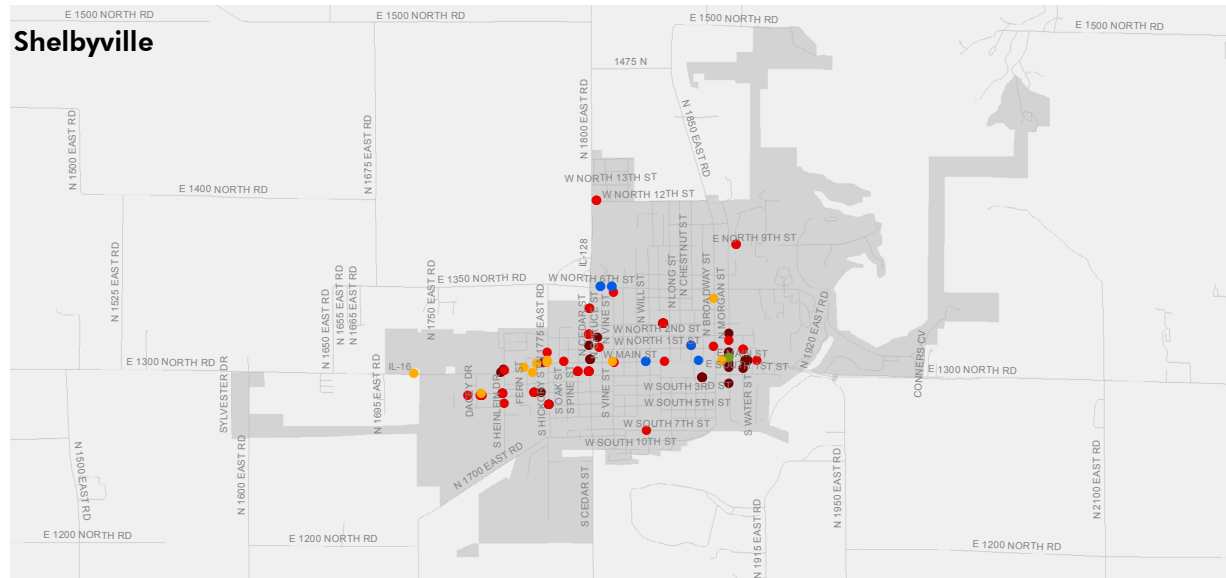 E 1500 NORTH RD
E 1500 NORTH RD
E 1500 NORTH RD
E 1500 NORTH RD
Shelbyville
1475 N
N 1500 EAST RD
N 1675 EAST RD
N 1800 EAST RD
N 1850 EAST RD
W NORTH 13TH ST
E 1400 NORTH RD
W NORTH 12TH ST
N 1525 EAST RD
IL-128
E NORTH 9TH ST
N CHESTNUT ST
N LONG ST
N WILL ST
N BROADWAY ST
N MORGAN ST
E 1350 NORTH RD
W NORTH 6TH ST
N 1650 EAST RD
N 1665 EAST RD
N 1665 EAST RD
N 1750 EAST RD
N 1775 EAST RD
N CEDAR ST
N VINE ST
W NORTH 2ND ST
W NORTH 1ST ST
W MAIN ST
N 1920 EAST RD
CONNERS CV
E 1300 NORTH RD
IL-16
E 1300 NORTH RD
SYLVESTER DR
N 1695 EAST RD
DACEY DR
S HEINLEIN DR
FERN ST
S HICKORY ST
S OAK ST
S PINE ST
S VINE ST
W SOUTH 3RD ST
W SOUTH 5TH ST
S WATER ST
W SOUTH 7TH ST
W SOUTH 10TH ST
N 1500 EAST RD
N 1600 EAST RD
N 1700 EAST RD
S CEDAR ST
N 1915 EAST RD
N 1950 EAST RD
N 2100 EAST RD
E 1200 NORTH RD
E 1200 NORTH RD
E 1200 NORTH RD